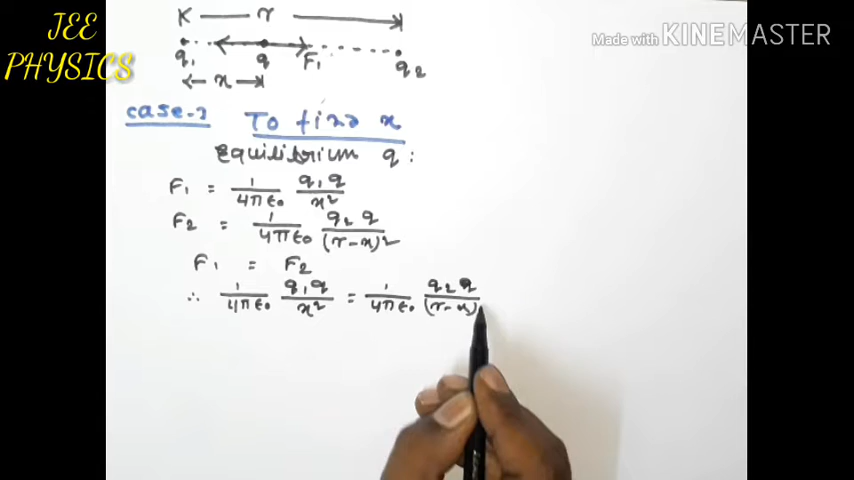 JEE
PHYSICS
Made with KINEMASTER
r
q₁ q F₁ q₂
x
case-2 To find x
Equilibrium q :
F₁ = 1/4πε₀ q₁q/x²
F₂ = 1/4πε₀ q₂q/(r-x)²
F₁ = F₂
∴ 1/4πε₀ q₁q/x² = 1/4πε₀ q₂q/(r-x)